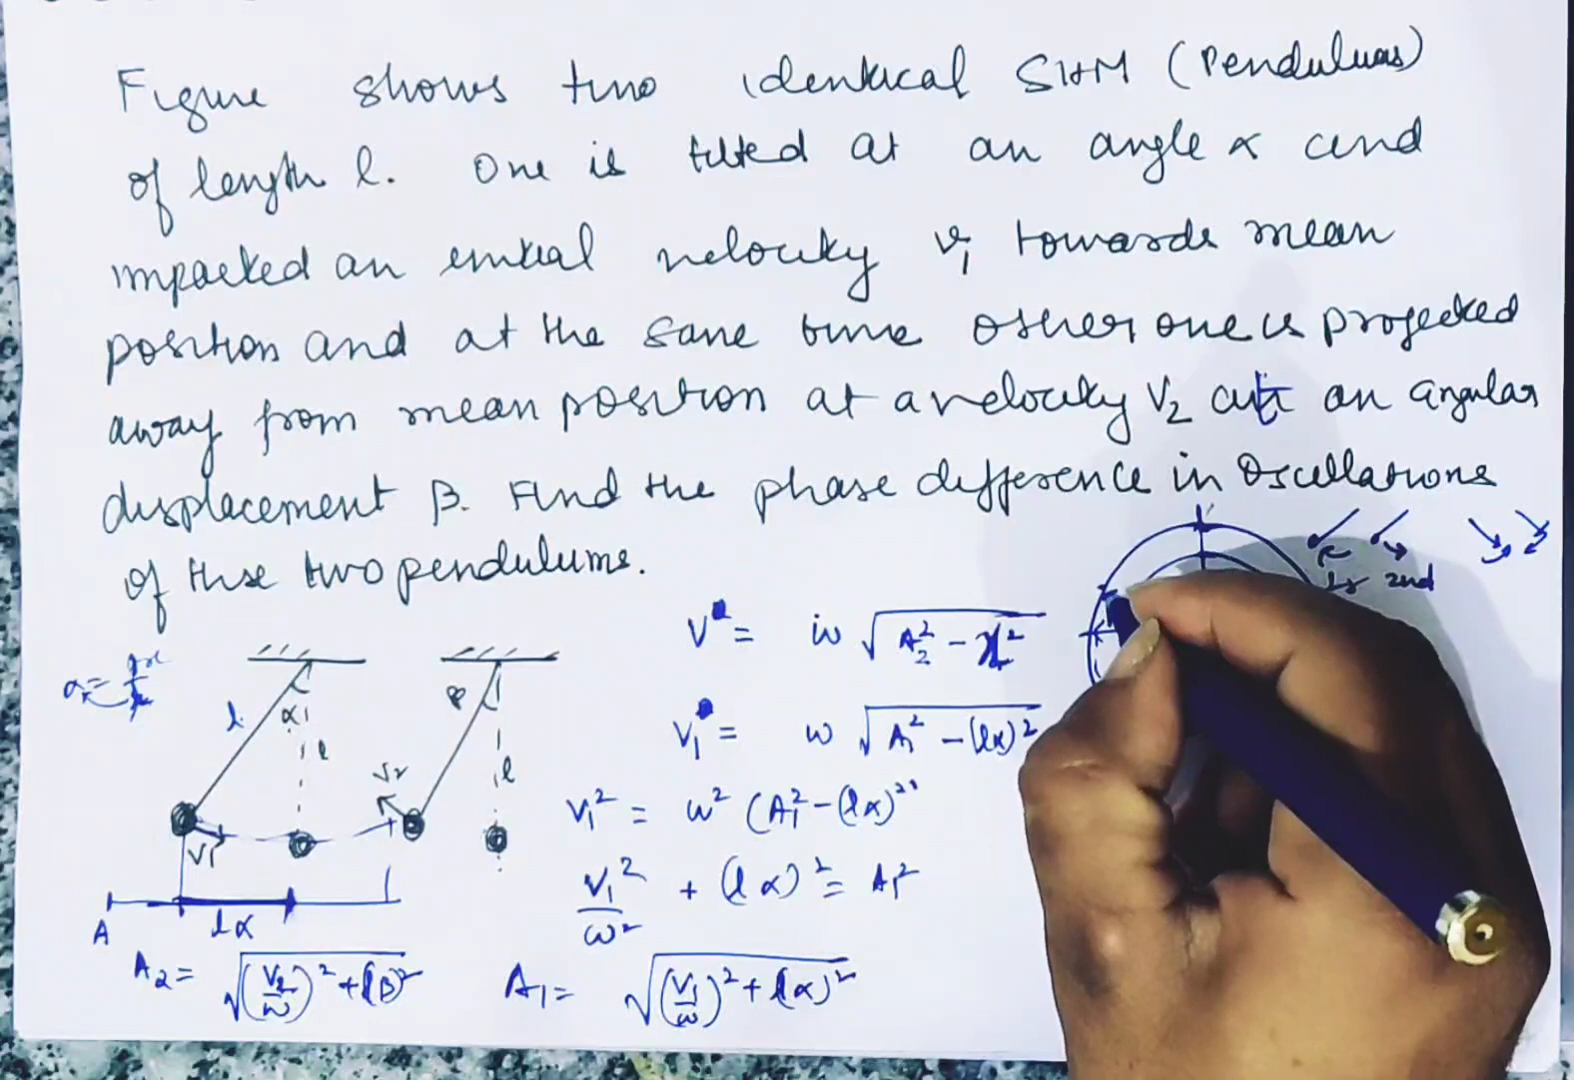 Figure shows two identical SHM (Pendulums)
of length l. One is tilted at an angle α and
imparted an initial velocity v₁ towards mean
position and at the same time other one is projected
away from mean position at a velocity V₂ at an angular
displacement β. Find the phase difference in Oscillations
of these two pendulums.
1st 2nd
V = ω √(A₂² - x²)
V₁ = ω √(A₁² - (lα)²)
V₁² = ω² (A₁² - (lα)²)
V₁²/ω² + (lα)² = A₁²
l α l
β l
V₁ V₂
A lα
A₂ = √((V₂/ω)² + (lβ)²) A₁ = √((V₁/ω)² + (lα)²)